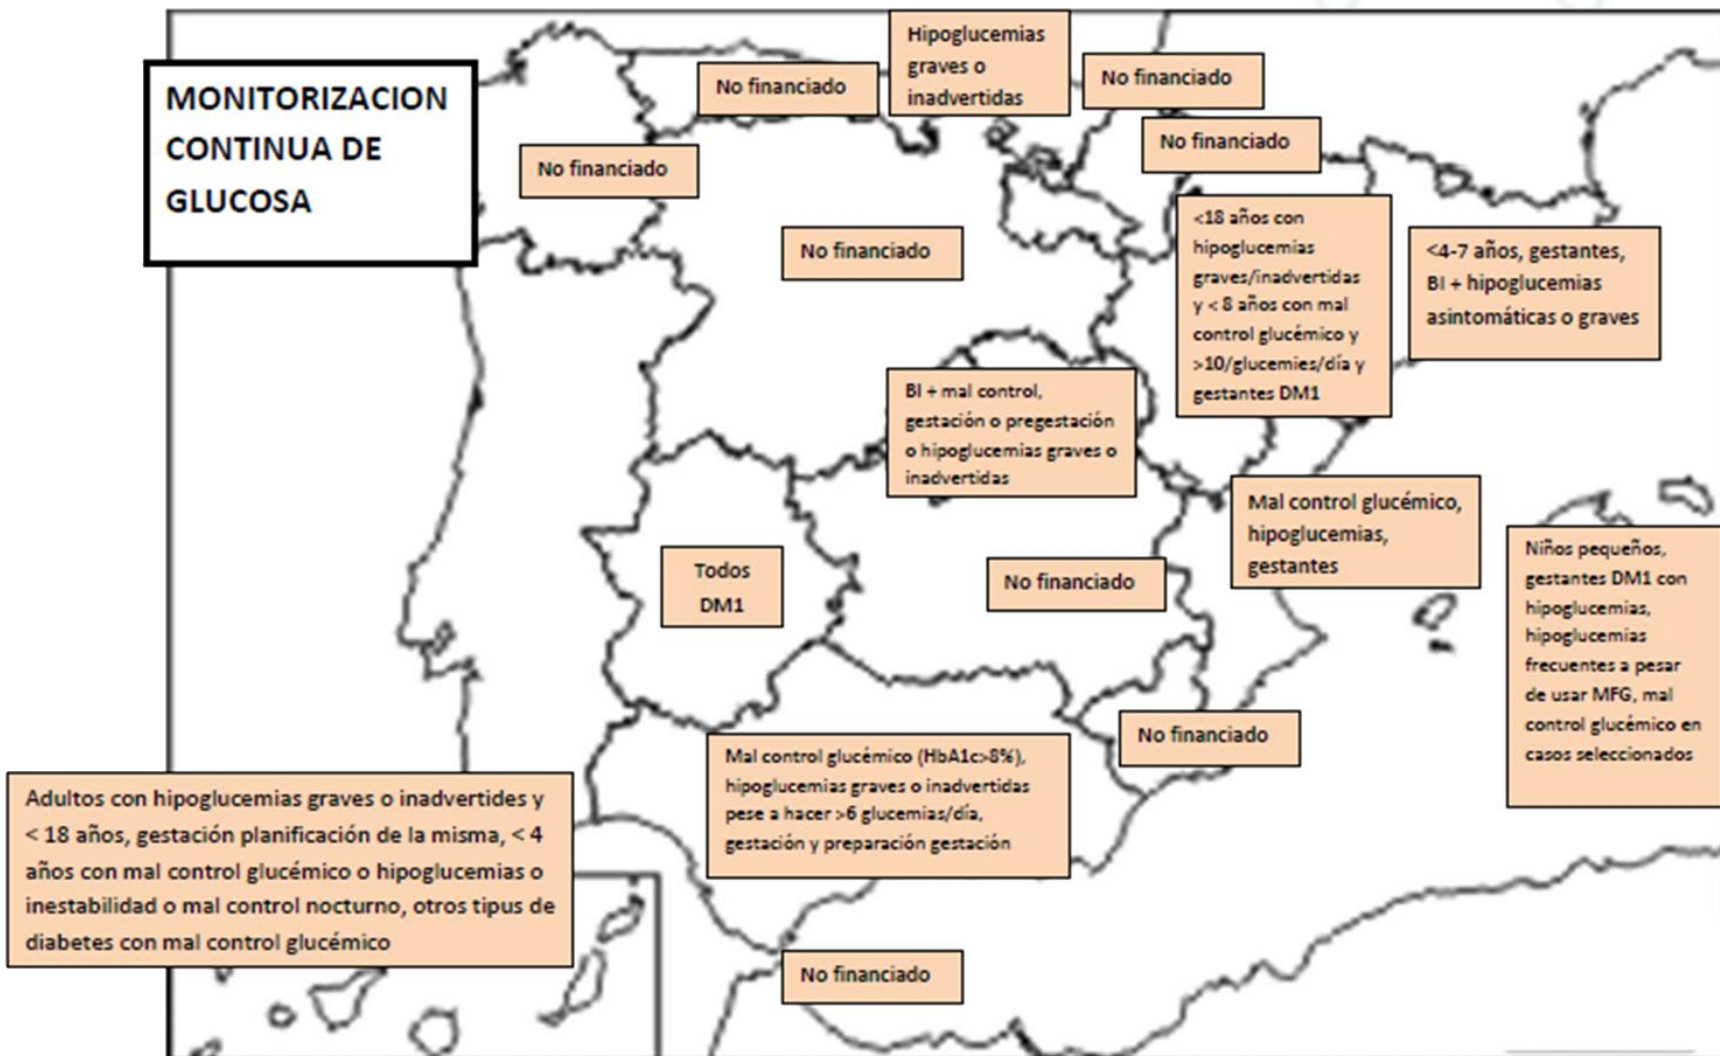 MONITORIZACION
CONTINUA DE
GLUCOSA
No financiado
Hipoglucemias
graves o
inadvertidas
No financiado
No financiado
No financiado
No financiado
<18 años con
hipoglucemias
graves/inadvertidas
y < 8 años con mal
control glucémico y
>10/glucemies/día y
gestantes DM1
<4-7 años, gestantes,
BI + hipoglucemias
asintomáticas o graves
BI + mal control,
gestación o pregestación
o hipoglucemias graves o
inadvertidas
Mal control glucémico,
hipoglucemias,
gestantes
Niños pequeños,
gestantes DM1 con
hipoglucemias,
hipoglucemias
frecuentes a pesar
de usar MFG, mal
control glucémico en
casos seleccionados
Todos
DM1
No financiado
No financiado
Mal control glucémico (HbA1c>8%),
hipoglucemias graves o inadvertidas
pese a hacer >6 glucemias/día,
gestación y preparación gestación
Adultos con hipoglucemias graves o inadvertides y
< 18 años, gestación planificación de la misma, < 4
años con mal control glucémico o hipoglucemias o
inestabilidad o mal control nocturno, otros tipus de
diabetes con mal control glucémico
No financiado